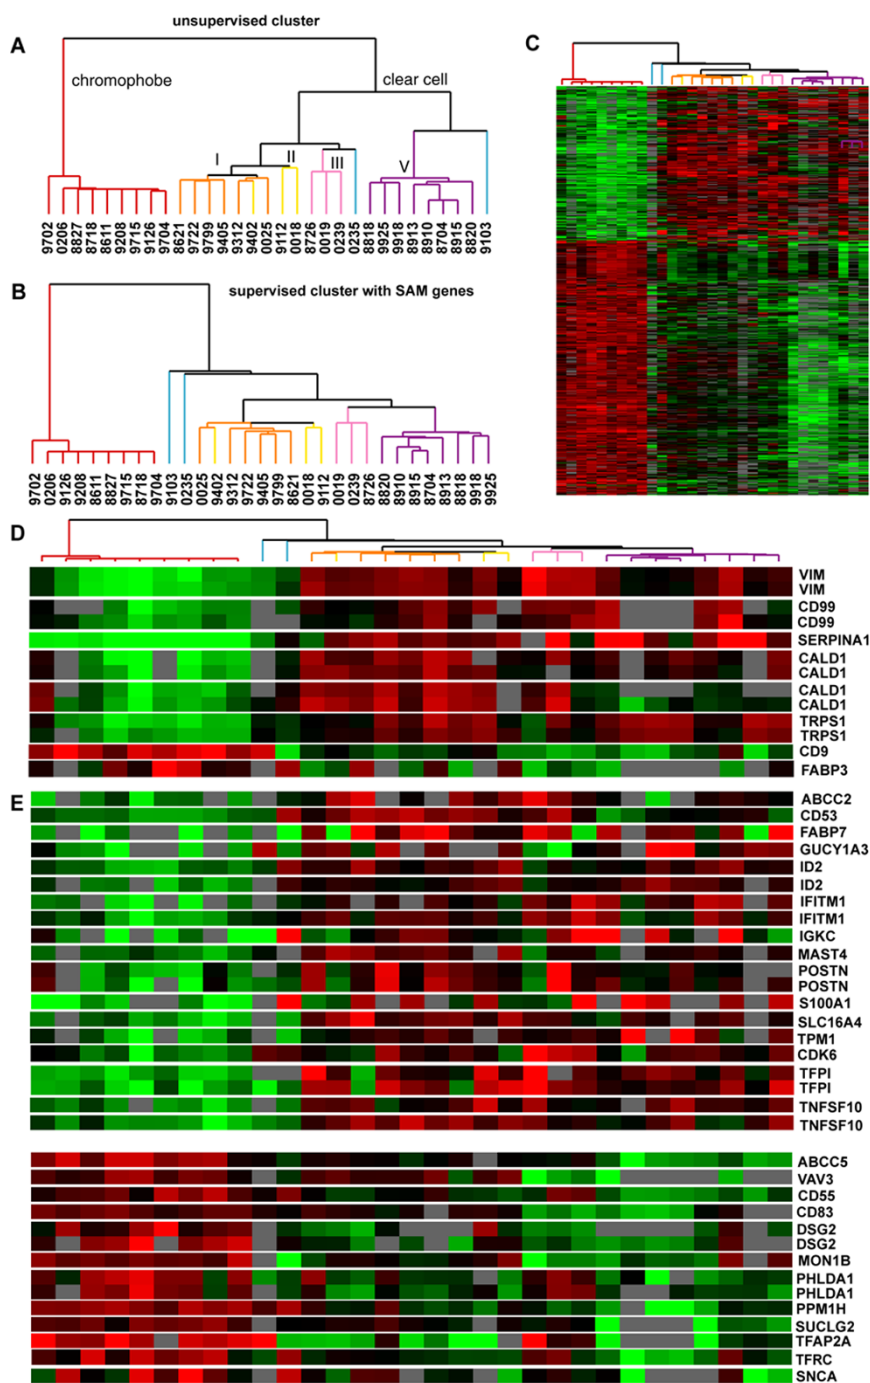 unsupervised cluster
A
chromophobe
clear cell
I
II
III
V
9702 0206 8827 8718 8611 9208 9715 9126 9704 8621 9722 9799 9405 9312 9402 0025 9112 0018 8726 0019 0239 0235 8818 9925 9918 8913 8910 8704 8915 8820 9103
B
supervised cluster with SAM genes
9702 0206 9126 9208 8611 8827 9715 8718 9704 9103 0235 0025 9402 9312 9722 9405 9799 8621 0018 9112 0019 0239 8726 8820 8910 8915 8704 8913 8818 9918 9925
C
D
VIM
VIM
CD99
CD99
SERPINA1
CALD1
CALD1
CALD1
CALD1
TRPS1
TRPS1
CD9
FABP3
E
ABCC2
CD53
FABP7
GUCY1A3
ID2
ID2
IFITM1
IFITM1
IGKC
MAST4
POSTN
POSTN
S100A1
SLC16A4
TPM1
CDK6
TFPI
TFPI
TNFSF10
TNFSF10
ABCC5
VAV3
CD55
CD83
DSG2
DSG2
MON1B
PHLDA1
PHLDA1
PPM1H
SUCLG2
TFAP2A
TFRC
SNCA